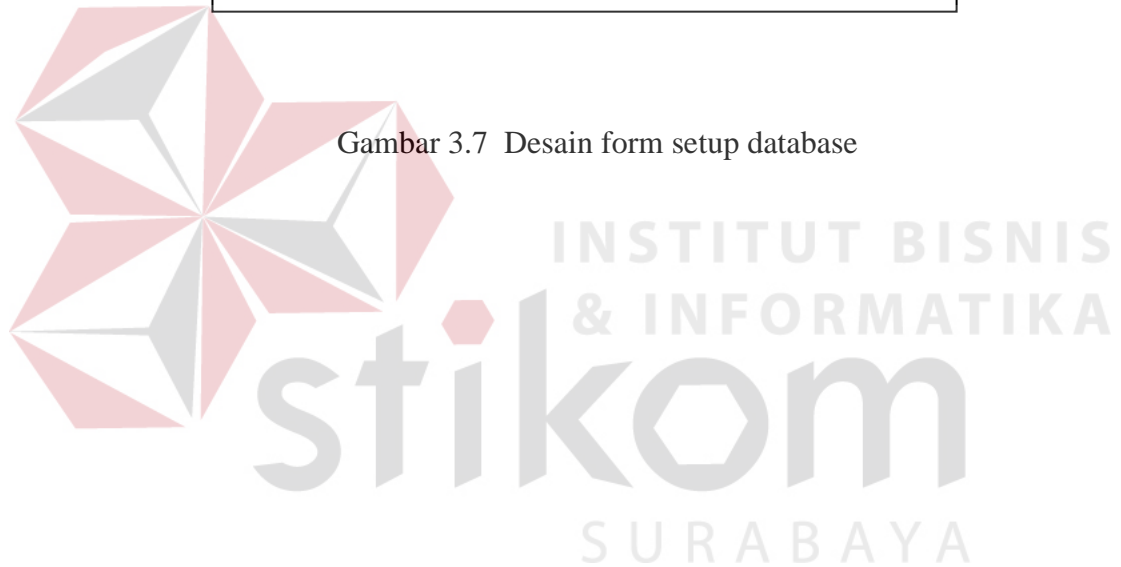 Gambar 3.7 Desain form setup database
INSTITUT BISNIS
& INFORMATIKA
stikom
SURABAYA